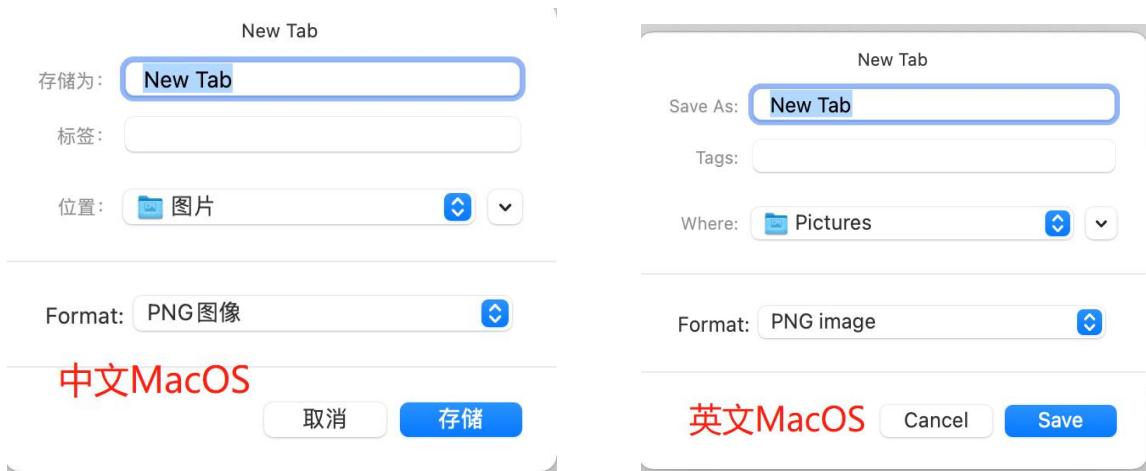 New Tab
存储为：
New Tab
标签：
位置：
图片
Format:
PNG图像
中文MacOS
取消
存储
New Tab
Save As:
New Tab
Tags:
Where:
Pictures
Format:
PNG image
英文MacOS
Cancel
Save